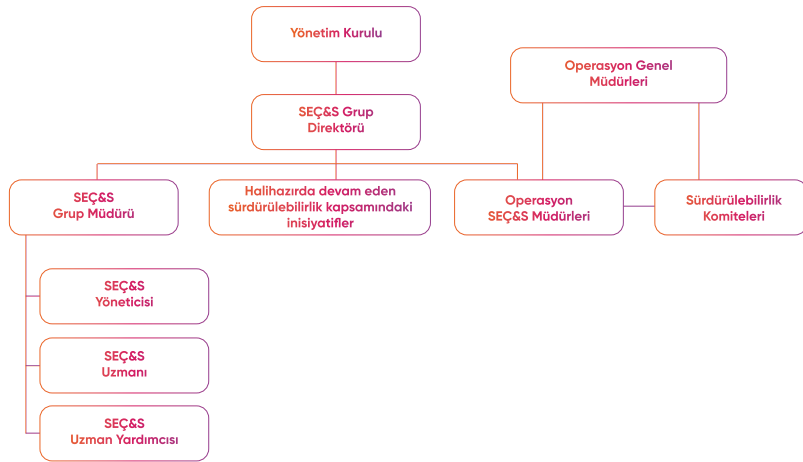 Yönetim Kurulu
Operasyon Genel
Müdürleri
SEÇ&S Grup
Direktörü
SEÇ&S
Grup Müdürü
Halihazırda devam eden
sürdürülebilirlik kapsamındaki
inisiyatifler
Operasyon
SEÇ&S Müdürleri
Sürdürülebilirlik
Komiteleri
SEÇ&S
Yöneticisi
SEÇ&S
Uzmanı
SEÇ&S
Uzman Yardımcısı